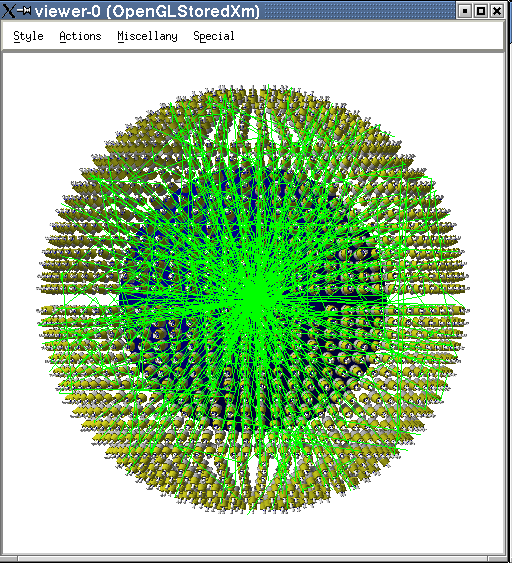 viewer-0 (OpenGLStoredXm)
Style Actions Miscellany Special